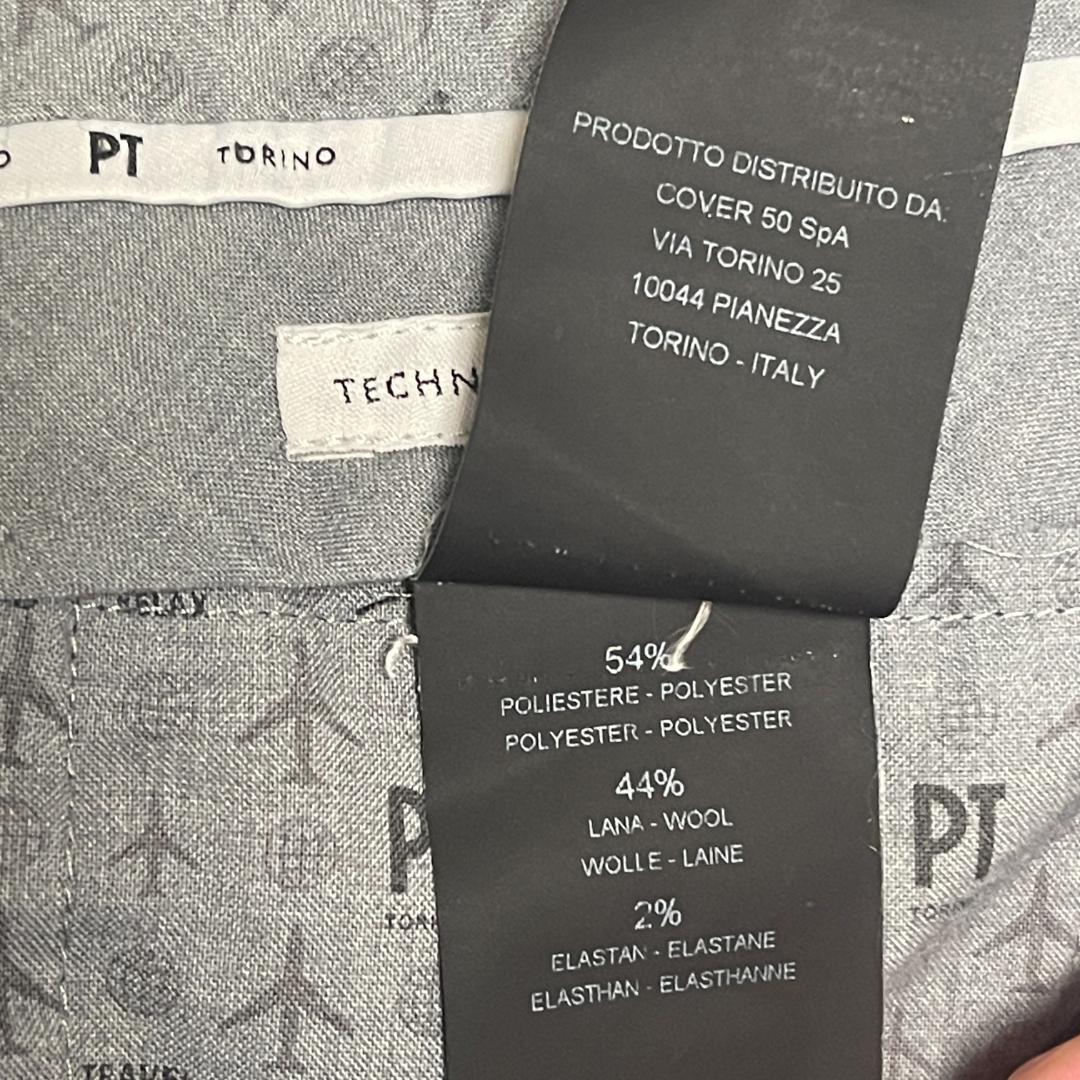 PT TORINO
PRODOTTO DISTRIBUITO DA:
COVER 50 SpA
VIA TORINO 25
10044 PIANEZZA
TORINO - ITALY
TECHN
RELAX
54%
POLIESTERE - POLYESTER
POLYESTER - POLYESTER
44%
LANA - WOOL
WOLLE - LAINE
2%
ELASTAN - ELASTANE
ELASTHAN - ELASTHANNE
PT